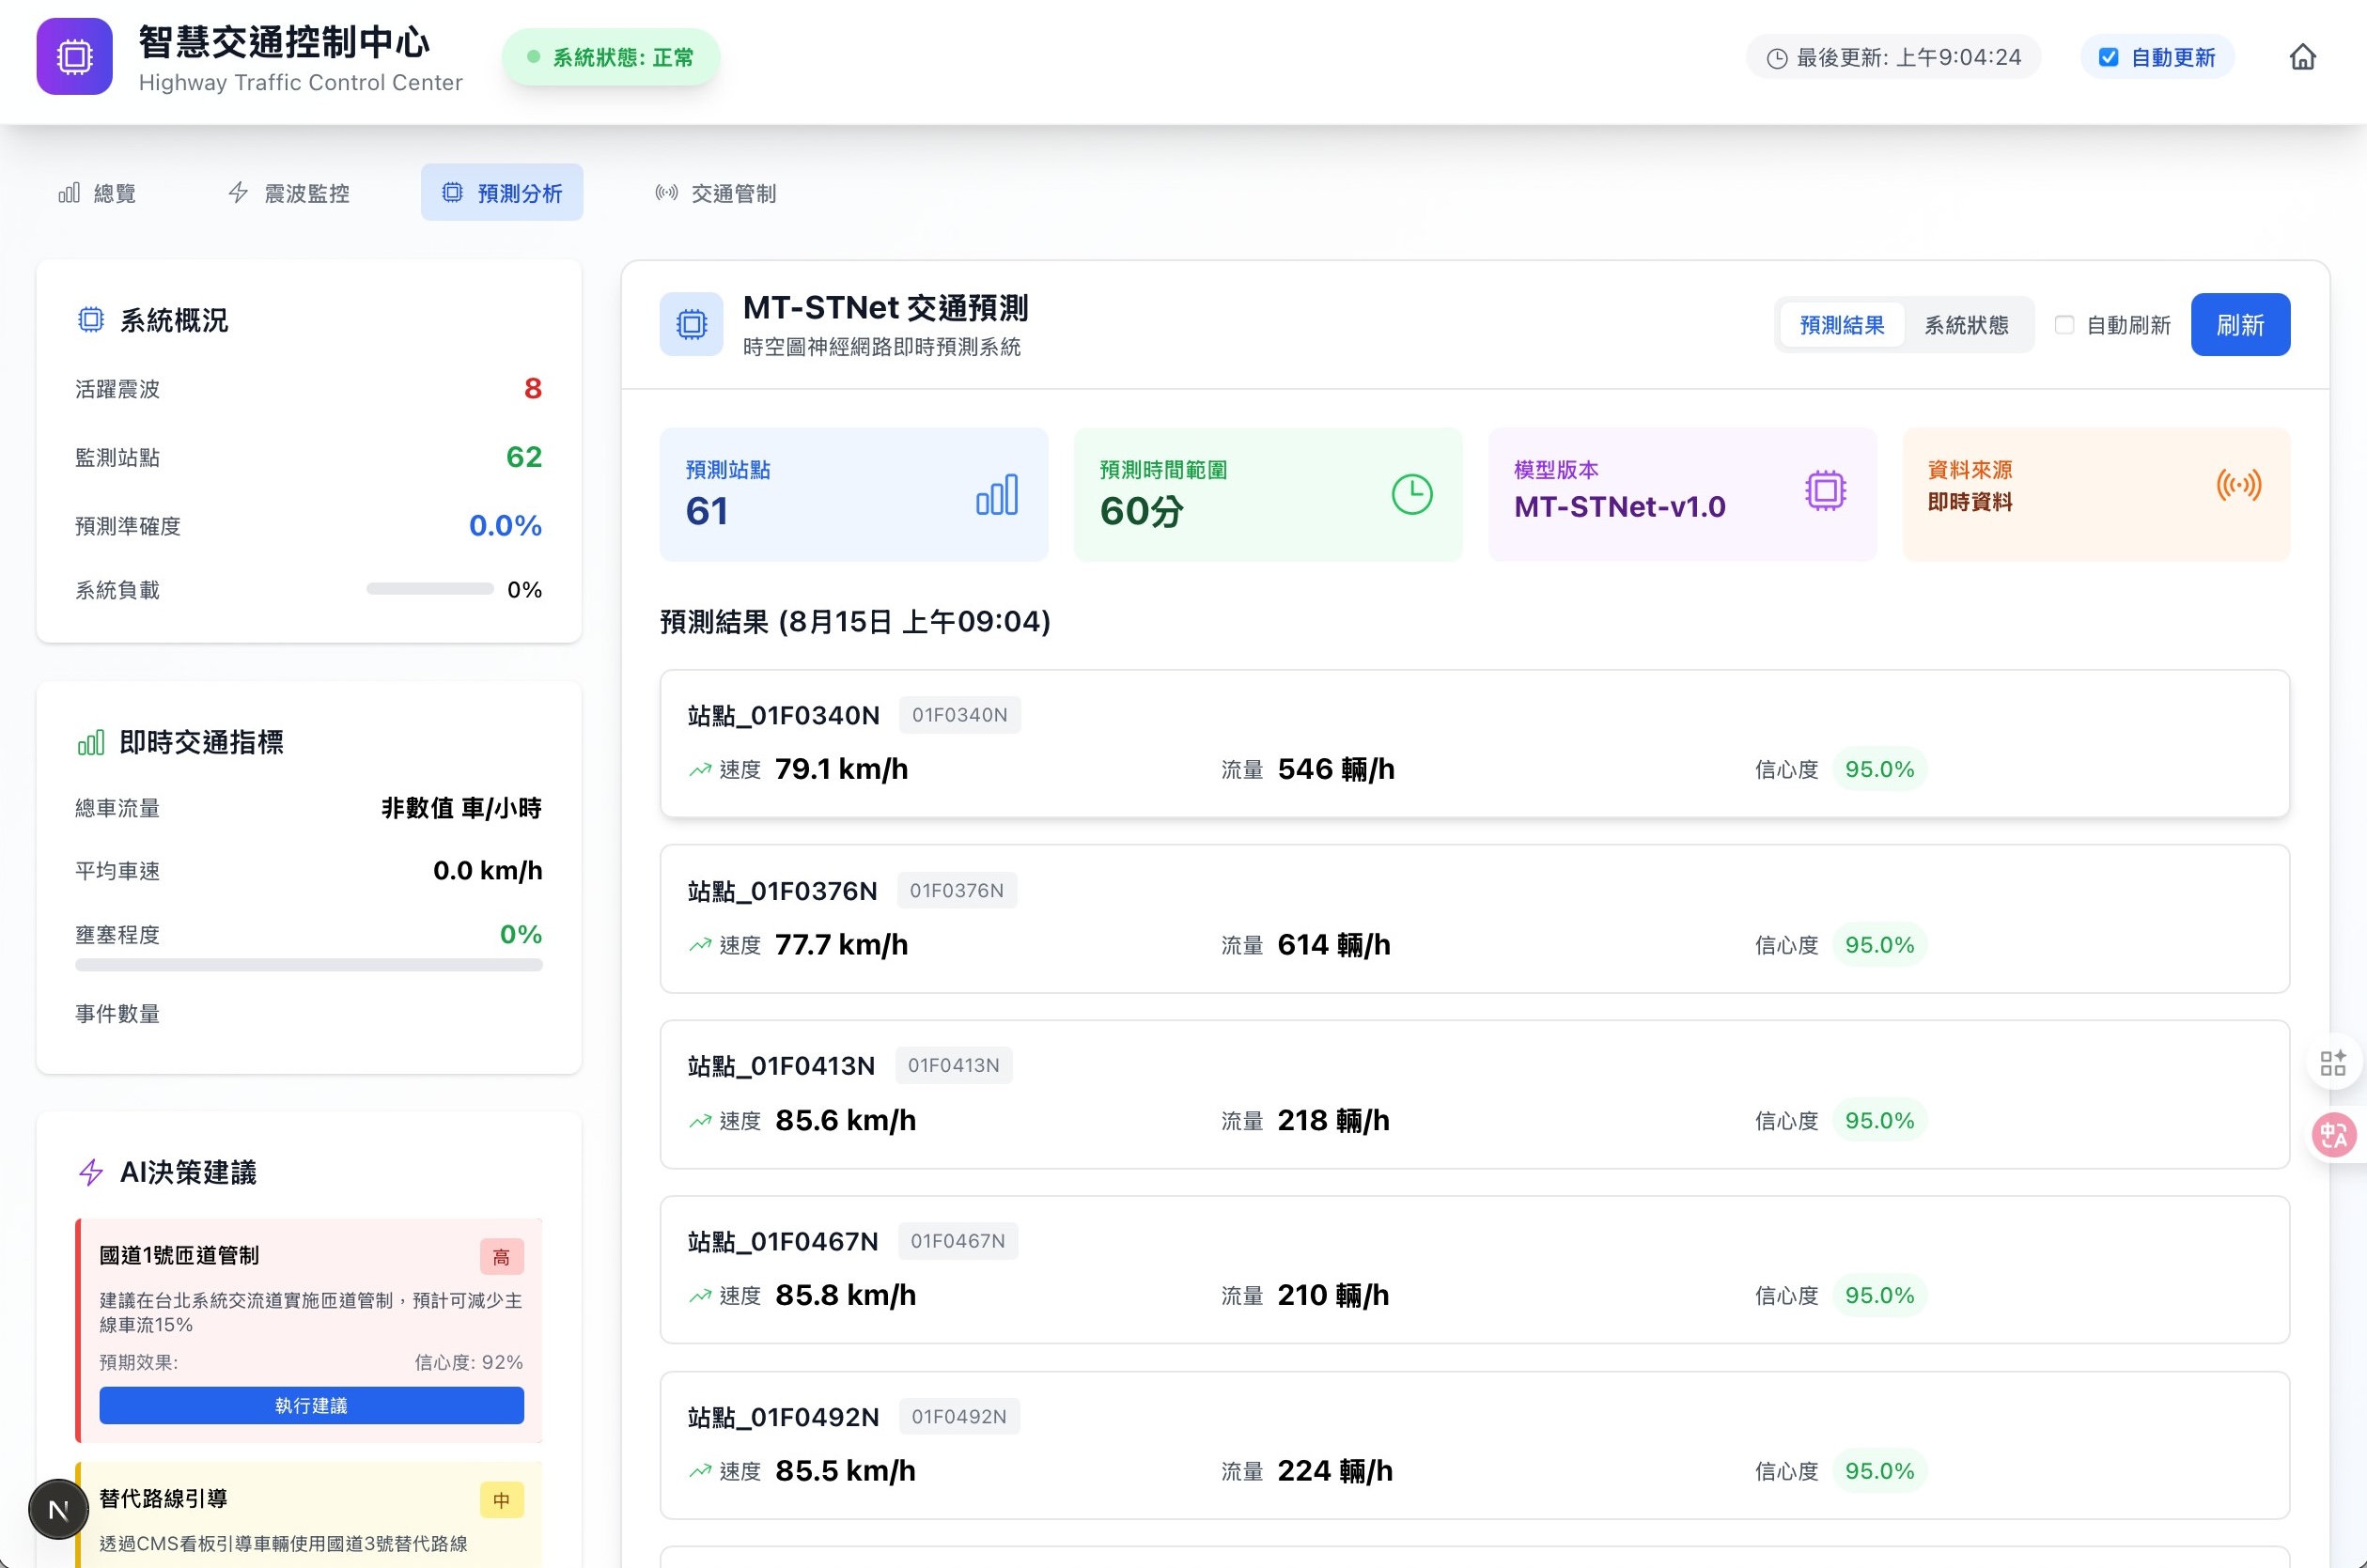 智慧交通控制中心
Highway Traffic Control Center
系統狀態: 正常
最後更新: 上午9:04:24
自動更新
總覽
震波監控
預測分析
交通管制
系統概況
活躍震波
8
監測站點
62
預測準確度
0.0%
系統負載
0%
即時交通指標
總車流量
非數值 車/小時
平均車速
0.0 km/h
壅塞程度
0%
事件數量
AI決策建議
國道1號匝道管制
高
建議在台北系統交流道實施匝道管制，預計可減少主
線車流15%
預期效果:
信心度: 92%
執行建議
替代路線引導
中
透過CMS看板引導車輛使用國道3號替代路線
N
MT-STNet 交通預測
時空圖神經網路即時預測系統
預測結果
系統狀態
自動刷新
刷新
預測站點
61
預測時間範圍
60分
模型版本
MT-STNet-v1.0
資料來源
即時資料
預測結果 (8月15日 上午09:04)
站點_01F0340N
01F0340N
速度 79.1 km/h
流量 546 輛/h
信心度 95.0%
站點_01F0376N
01F0376N
速度 77.7 km/h
流量 614 輛/h
信心度 95.0%
站點_01F0413N
01F0413N
速度 85.6 km/h
流量 218 輛/h
信心度 95.0%
站點_01F0467N
01F0467N
速度 85.8 km/h
流量 210 輛/h
信心度 95.0%
站點_01F0492N
01F0492N
速度 85.5 km/h
流量 224 輛/h
信心度 95.0%
中A